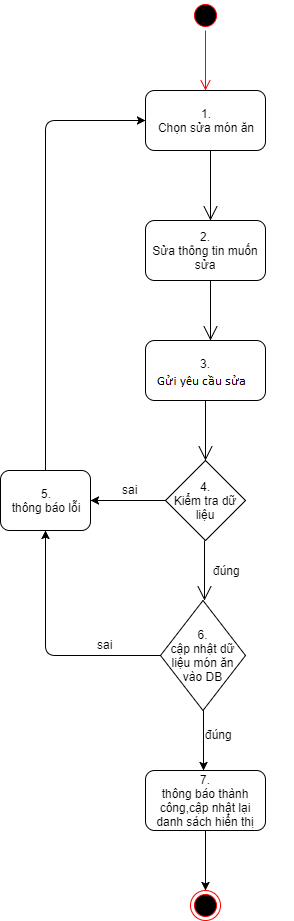 1.
Chọn sửa món ăn
2.
Sửa thông tin muốn
sửa
3.
Gửi yêu cầu sửa
4.
Kiểm tra dữ
liệu
sai
5.
thông báo lỗi
đúng
6.
cập nhật dữ
liệu món ăn
vào DB
sai
đúng
7.
thông báo thành
công,cập nhật lại
danh sách hiển thị